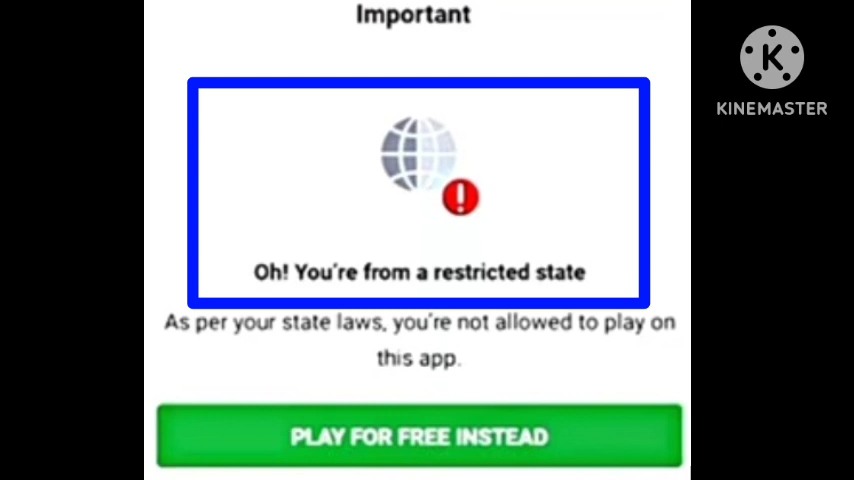 Important
K
KINEMASTER
Oh! You're from a restricted state
As per your state laws, you're not allowed to play on
this app.
PLAY FOR FREE INSTEAD